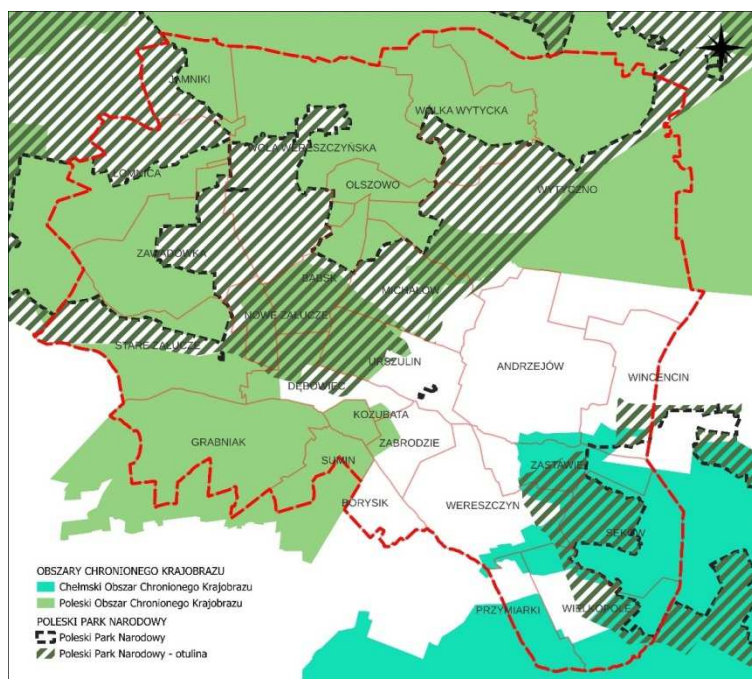 JAMNIKI
WÓLKA WYTYCKA
WOLA WERESZCZYŃSKA
ŁOMNICA
OLSZOWO
WYTYCZNO
ZAWADÓWKA
BABSK
MICHAŁÓW
NOWE ZAŁUCZE
STARE ZAŁUCZE
URSZULIN
ANDRZEJÓW
WINCENCIN
DĘBOWIEC
KOZUBATA
GRABNIAK
ZABRODZIE
SUMIN
ZASTAWIE
BORYSIK
WERESZCZYN
SĘKÓW
PRZYMIARKI
WIELKOPOLE
OBSZARY CHRONIONEGO KRAJOBRAZU
Chełmski Obszar Chronionego Krajobrazu
Poleski Obszar Chronionego Krajobrazu
POLESKI PARK NARODOWY
Poleski Park Narodowy
Poleski Park Narodowy - otulina